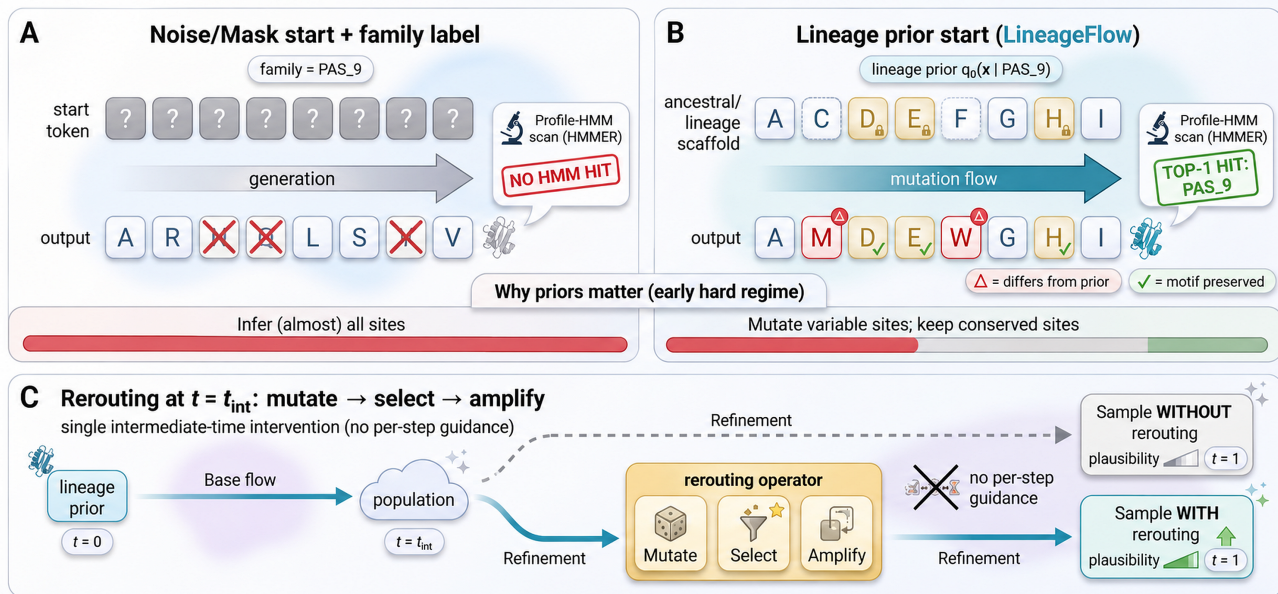 A
Noise/Mask start + family label
family = PAS_9
start
token
? ? ? ? ? ? ? ?
Profile-HMM
scan (HMMER)
NO HMM HIT
generation
output
A R L S V
B
Lineage prior start (LineageFlow)
lineage prior q₀(x | PAS_9)
ancestral/
lineage
scaffold
A C D E F G H I
Profile-HMM
scan (HMMER)
TOP-1 HIT:
PAS_9
mutation flow
output
A M D E W G H I
Δ Δ
Δ = differs from prior
✓ = motif preserved
Why priors matter (early hard regime)
Infer (almost) all sites
Mutate variable sites; keep conserved sites
C
Rerouting at t = t_int: mutate → select → amplify
single intermediate-time intervention (no per-step guidance)
lineage
prior
t = 0
Base flow
population
t = t_int
Refinement
Refinement
rerouting operator
Mutate
Select
Amplify
no per-step
guidance
Refinement
Sample WITHOUT
rerouting
plausibility t = 1
Sample WITH
rerouting
plausibility t = 1